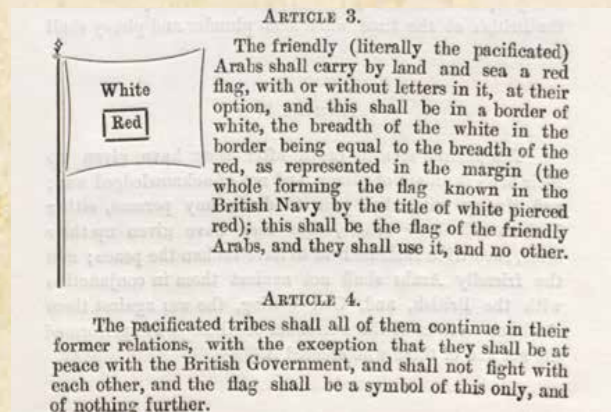 ARTICLE 3.
The friendly (literally the pacificated)
Arabs shall carry by land and sea a red
flag, with or without letters in it, at their
option, and this shall be in a border of
white, the breadth of the white in the
border being equal to the breadth of the
red, as represented in the margin (the
whole forming the flag known in the
British Navy by the title of white pierced
red); this shall be the flag of the friendly
Arabs, and they shall use it, and no other.
White
Red
ARTICLE 4.
The pacificated tribes shall all of them continue in their
former relations, with the exception that they shall be at
peace with the British Government, and shall not fight with
each other, and the flag shall be a symbol of this only, and
of nothing further.